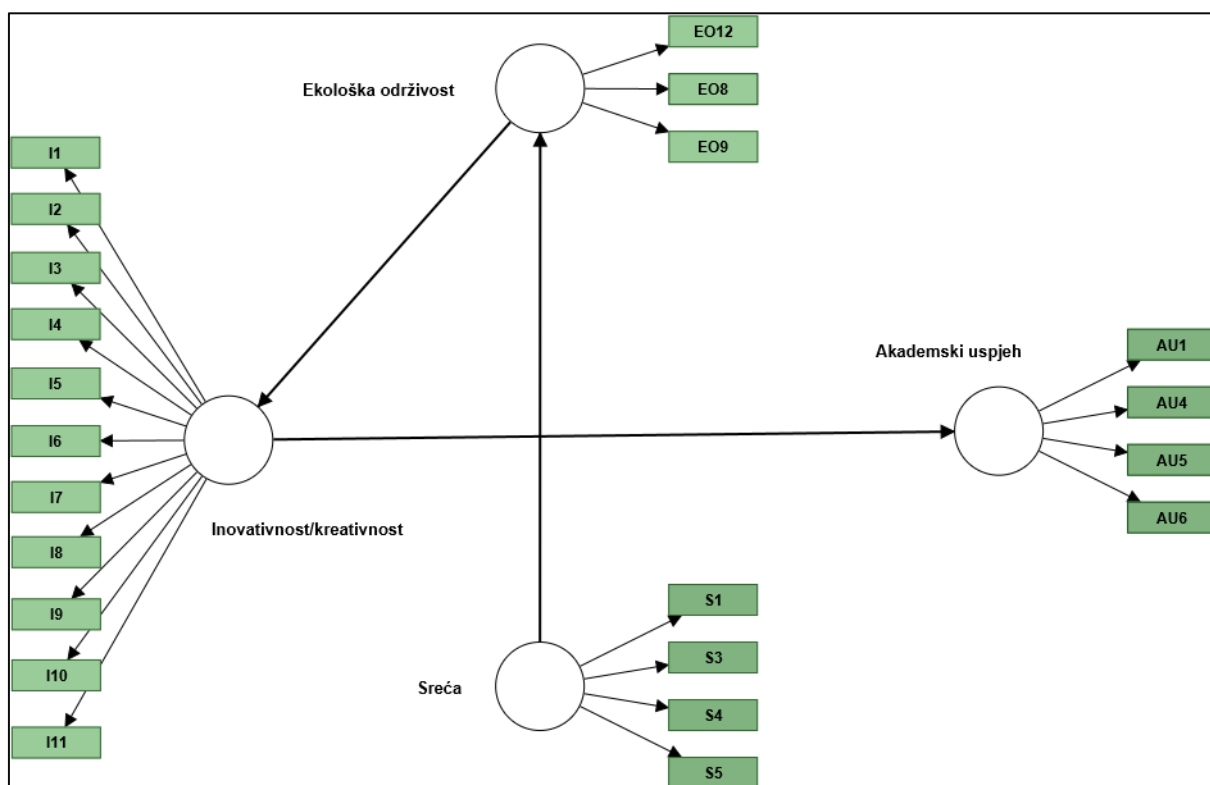 EO12
Ekološka održivost
EO8
EO9
I1
I2
I3
I4
I5
I6
I7
I8
I9
I10
I11
Inovativnost/kreativnost
Akademski uspjeh
AU1
AU4
AU5
AU6
Sreća
S1
S3
S4
S5